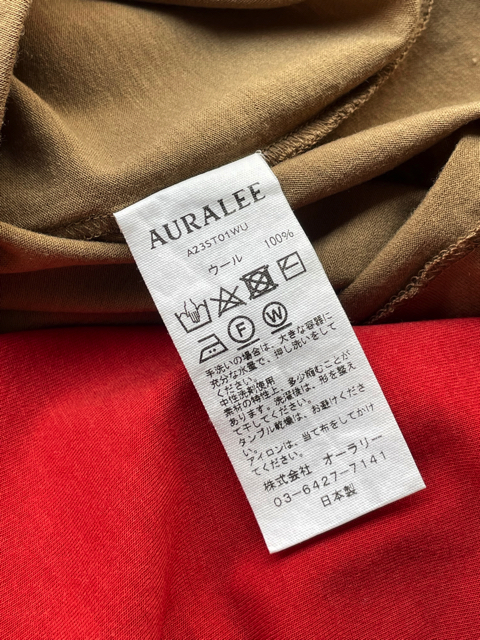 AURALEE
A23ST01WU
ウール 100%
F W
手洗いの場合は、大きな容器に
充分な水量で、押し洗いをして
ください。
中性洗剤使用
素材の特性上、多少縮むことが
あります。洗濯後は、形を整え
て干してください。
タンブル乾燥は、お避けくださ
い。
アイロンは、当て布をしてかけ
てください。
株式会社 オーラリー
03-6427-7141
日本製